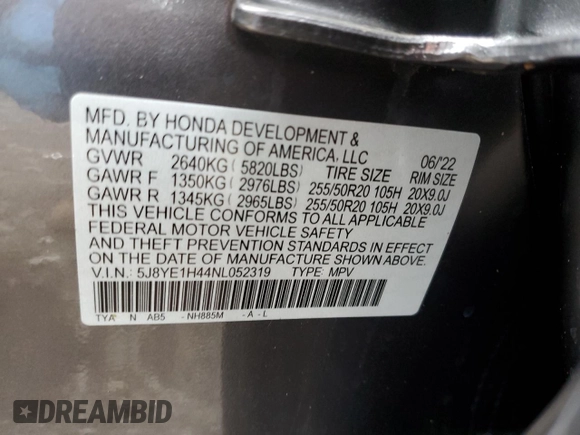 MFD. BY HONDA DEVELOPMENT &
MANUFACTURING OF AMERICA, LLC 06/'22
GVWR 2640KG ( 5820LBS) TIRE SIZE RIM SIZE
GAWR F 1350KG ( 2976LBS) 255/50R20 105H 20X9.0J
GAWR R 1345KG ( 2965LBS) 255/50R20 105H 20X9.0J
THIS VEHICLE CONFORMS TO ALL APPLICABLE
FEDERAL MOTOR VEHICLE SAFETY
AND THEFT PREVENTION STANDARDS IN EFFECT
ON THE DATE OF MANUFACTURE SHOWN ABOVE.
V.I.N.: 5J8YE1H44NL052319 TYPE: MPV
TYA N AB5 - NH885M - A - L
DREAMBID